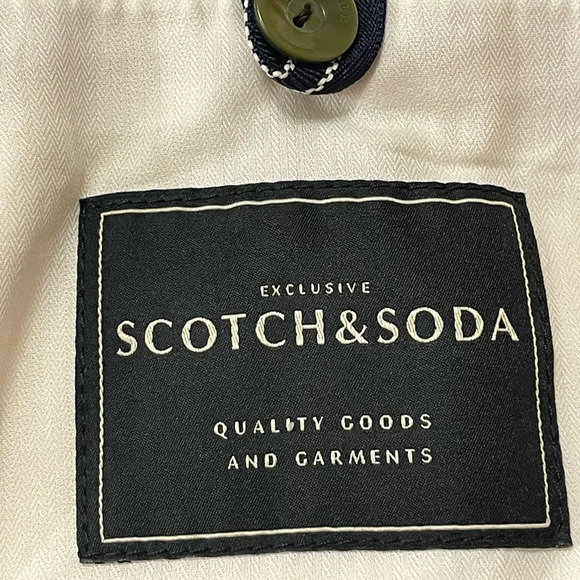 EXCLUSIVE
SCOTCH&SODA
QUALITY GOODS
AND GARMENTS